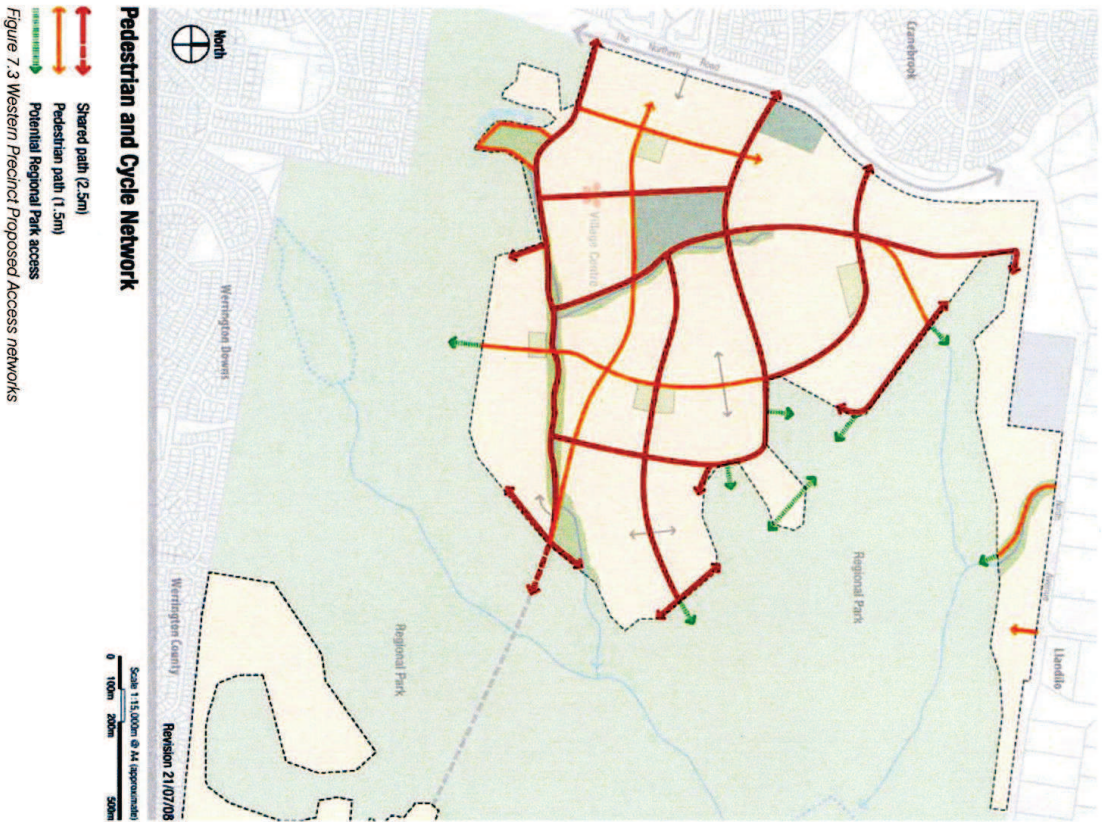 Cranebrook
The Northern Road
Village Centre
Llandilo
Regional Park
Regional Park
Werrington Downs
Werrington County
North
Pedestrian and Cycle Network
Shared path (2.5m)
Pedestrian path (1.5m)
Potential Regional Park access
Scale 1:15,000m @ A4 (approximate)
0 100m 200m 500m
Revision 21/07/08
Figure 7.3 Western Precinct Proposed Access networks